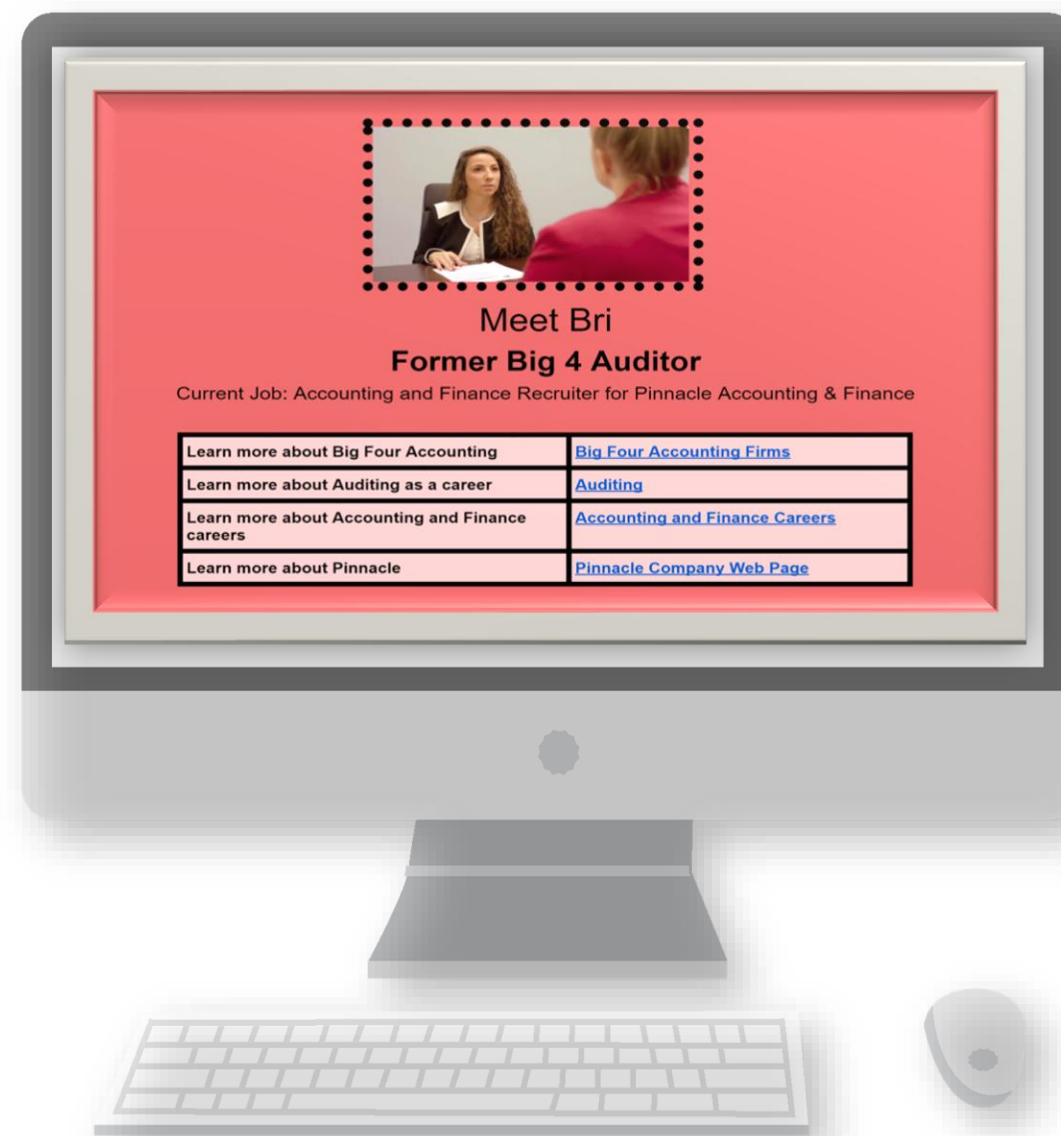 Meet Bri
Former Big 4 Auditor
Current Job: Accounting and Finance Recruiter for Pinnacle Accounting & Finance
Learn more about Big Four Accounting
Big Four Accounting Firms
Learn more about Auditing as a career
Auditing
Learn more about Accounting and Finance
careers
Accounting and Finance Careers
Learn more about Pinnacle
Pinnacle Company Web Page